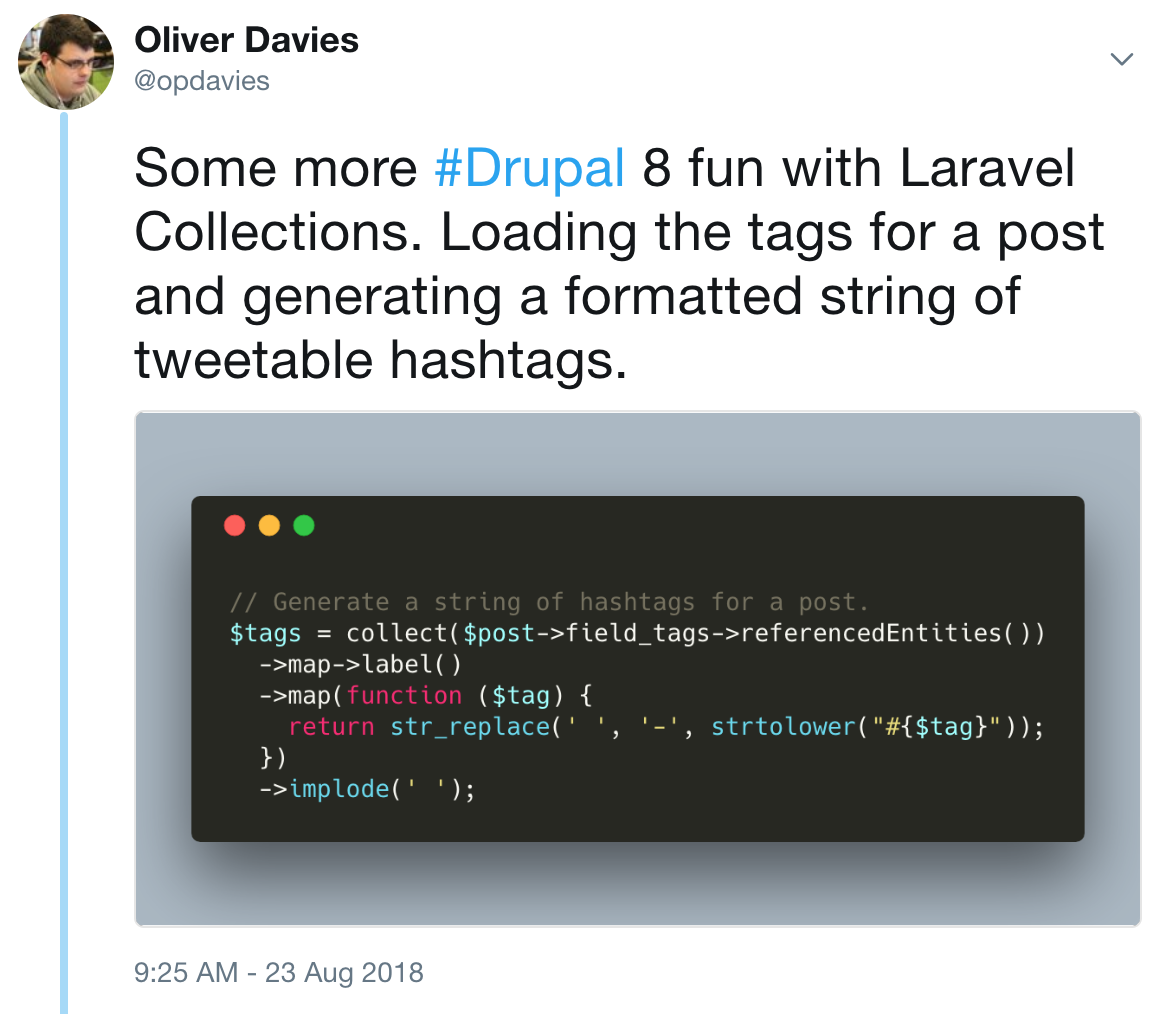 Oliver Davies
@opdavies
Some more #Drupal 8 fun with Laravel
Collections. Loading the tags for a post
and generating a formatted string of
tweetable hashtags.
// Generate a string of hashtags for a post.
$tags = collect($post->field_tags->referencedEntities())
  ->map->label()
  ->map(function ($tag) {
    return str_replace(' ', '-', strtolower("#{$tag}"));
  })
  ->implode(' ');
9:25 AM - 23 Aug 2018